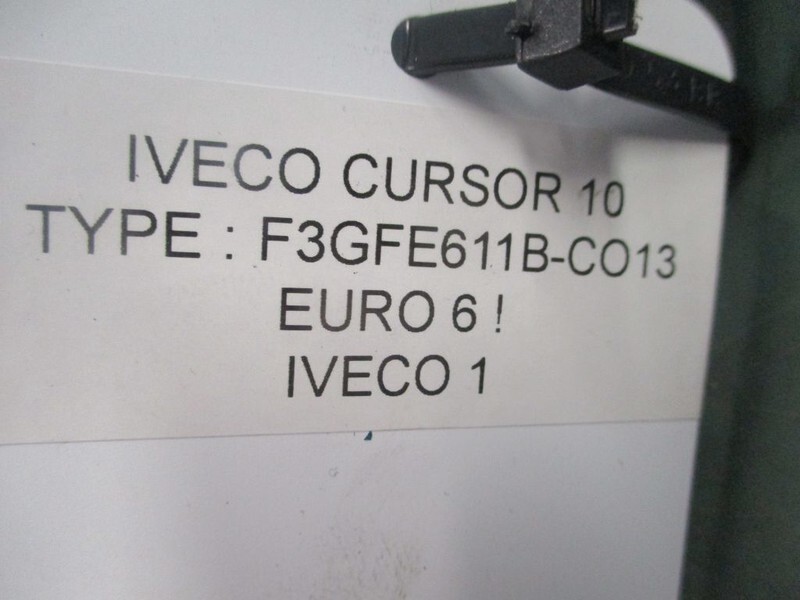 IVECO CURSOR 10
TYPE : F3GFE611B-CO13
EURO 6 !
IVECO 1